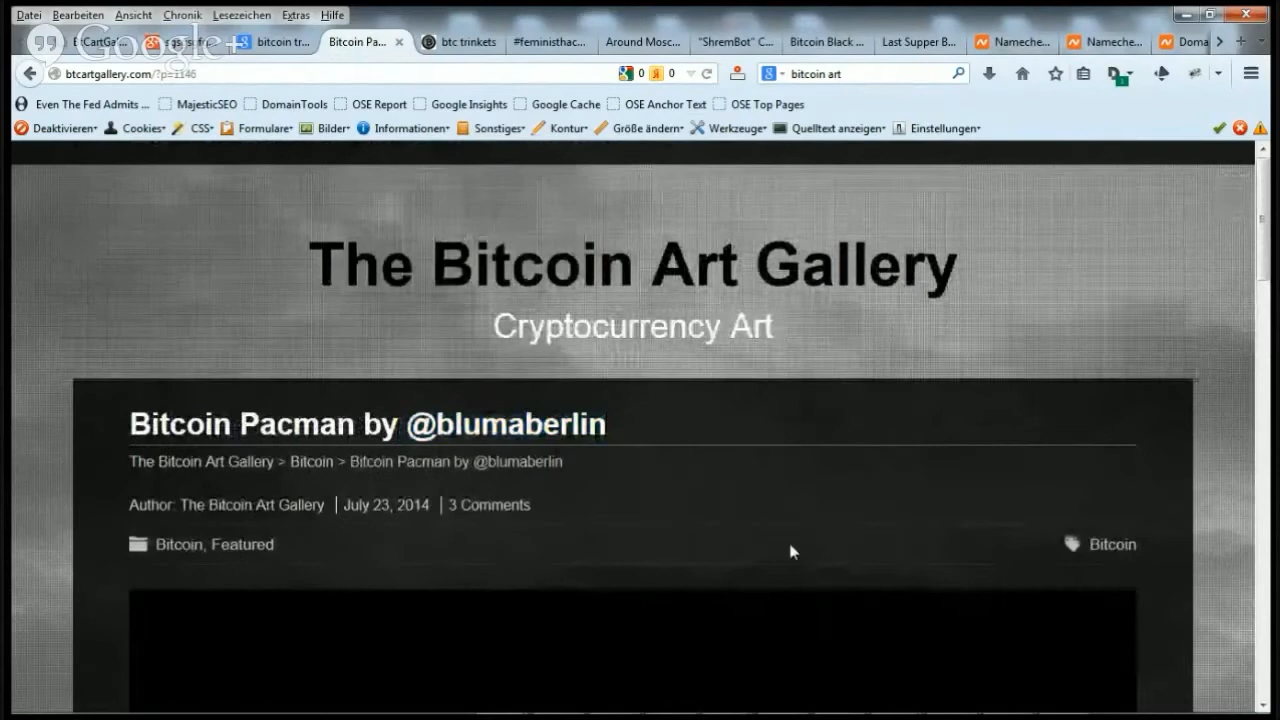 Datei Bearbeiten Ansicht Chronik Lesezeichen Extras Hilfe
Google+
BtCartGal... bitcoin tr... Bitcoin Pa... btc trinkets #feministhac... Around Mosc... "ShremBot" C... Bitcoin Black ... Last Supper B... Nameche... Nameche... Doma
btcartgallery.com/?p=1146 0 0 bitcoin art
Even The Fed Admits ... MajesticSEO DomainTools OSE Report Google Insights Google Cache OSE Anchor Text OSE Top Pages
Deaktivieren Cookies CSS Formulare Bilder Informationen Sonstiges Kontur Größe ändern Werkzeuge Quelltext anzeigen Einstellungen
The Bitcoin Art Gallery
Cryptocurrency Art
Bitcoin Pacman by @blumaberlin
The Bitcoin Art Gallery > Bitcoin > Bitcoin Pacman by @blumaberlin
Author: The Bitcoin Art Gallery | July 23, 2014 | 3 Comments
Bitcoin, Featured Bitcoin